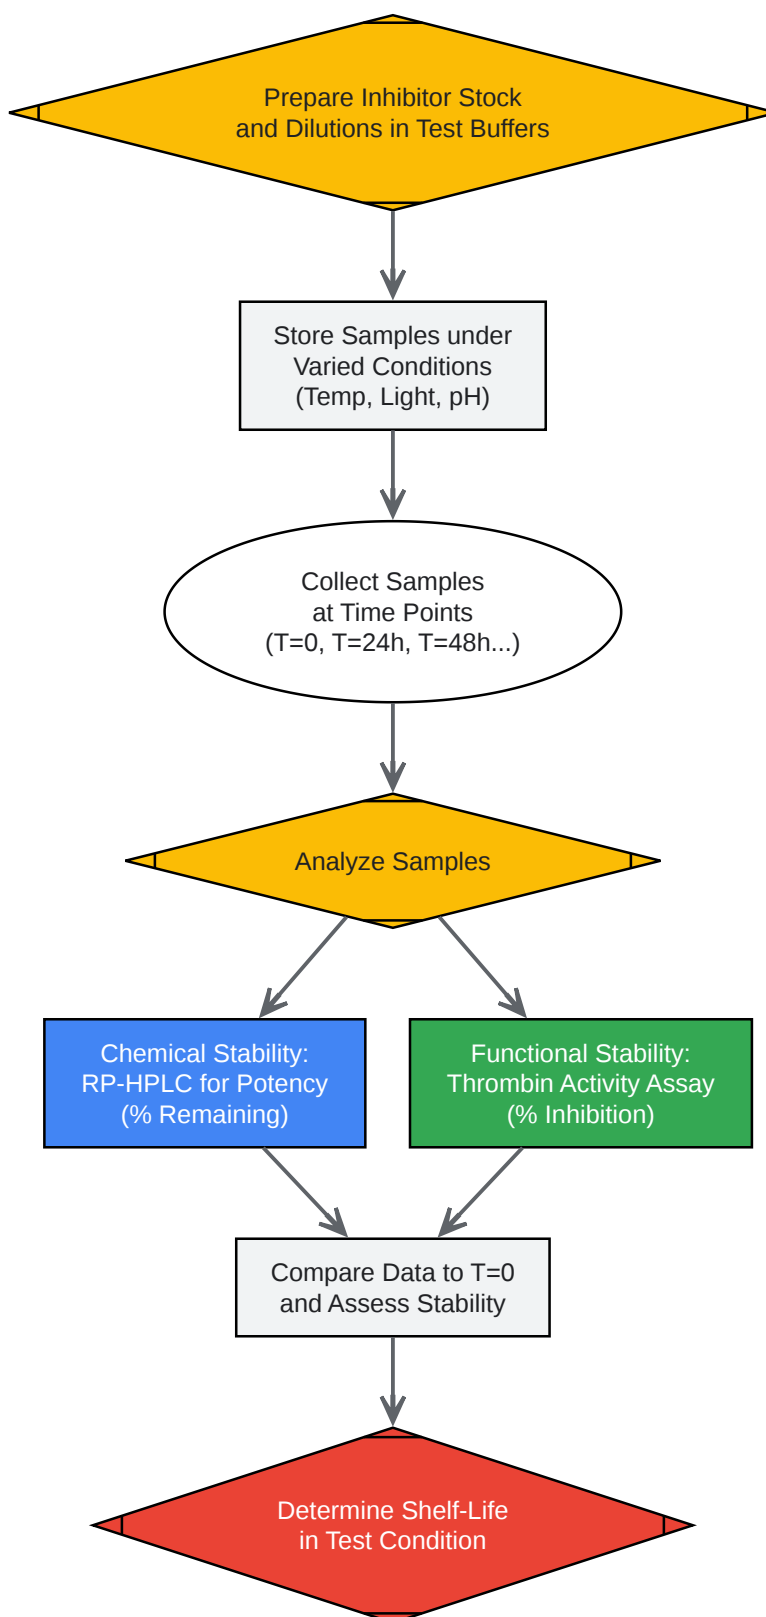 Prepare Inhibitor Stock
and Dilutions in Test Buffers
Store Samples under
Varied Conditions
(Temp, Light, pH)
Collect Samples
at Time Points
(T=0, T=24h, T=48h...)
Analyze Samples
Chemical Stability:
RP-HPLC for Potency
(% Remaining)
Functional Stability:
Thrombin Activity Assay
(% Inhibition)
Compare Data to T=0
and Assess Stability
Determine Shelf-Life
in Test Condition